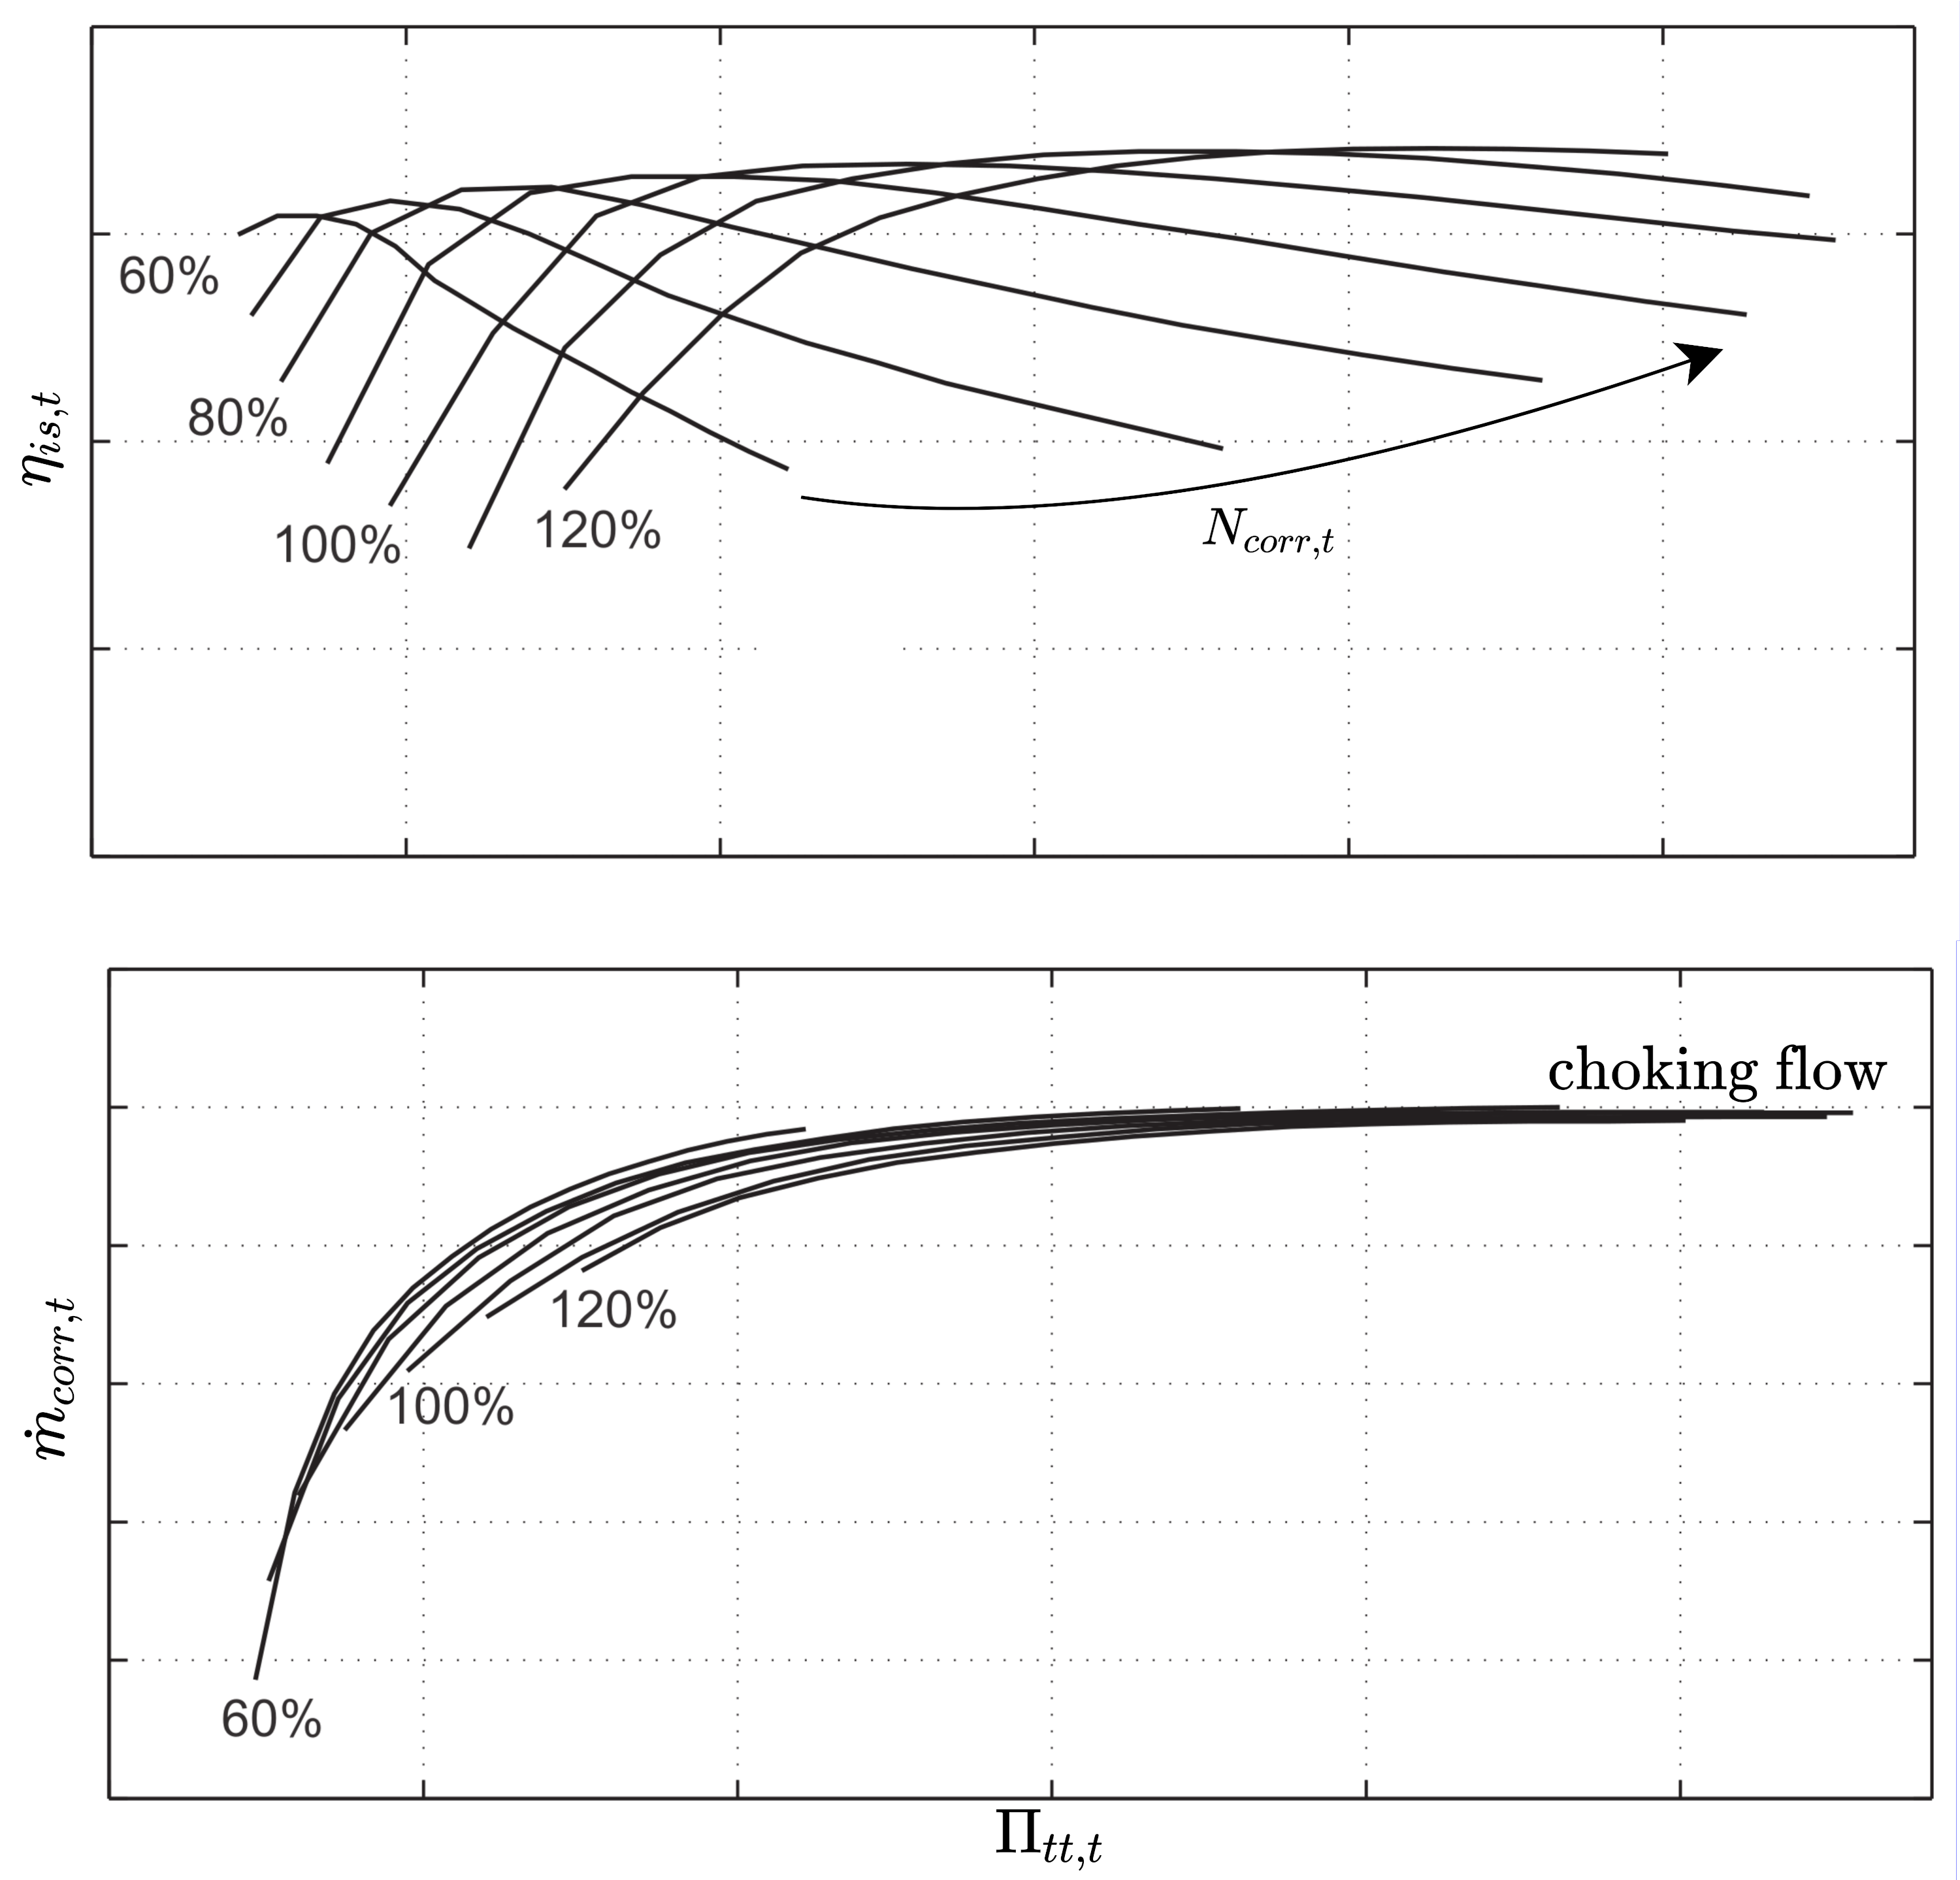 η_{is,t}
60%
80%
100%
120%
N_{corr,t}
choking flow
ṁ_{corr,t}
120%
100%
60%
Π_{tt,t}